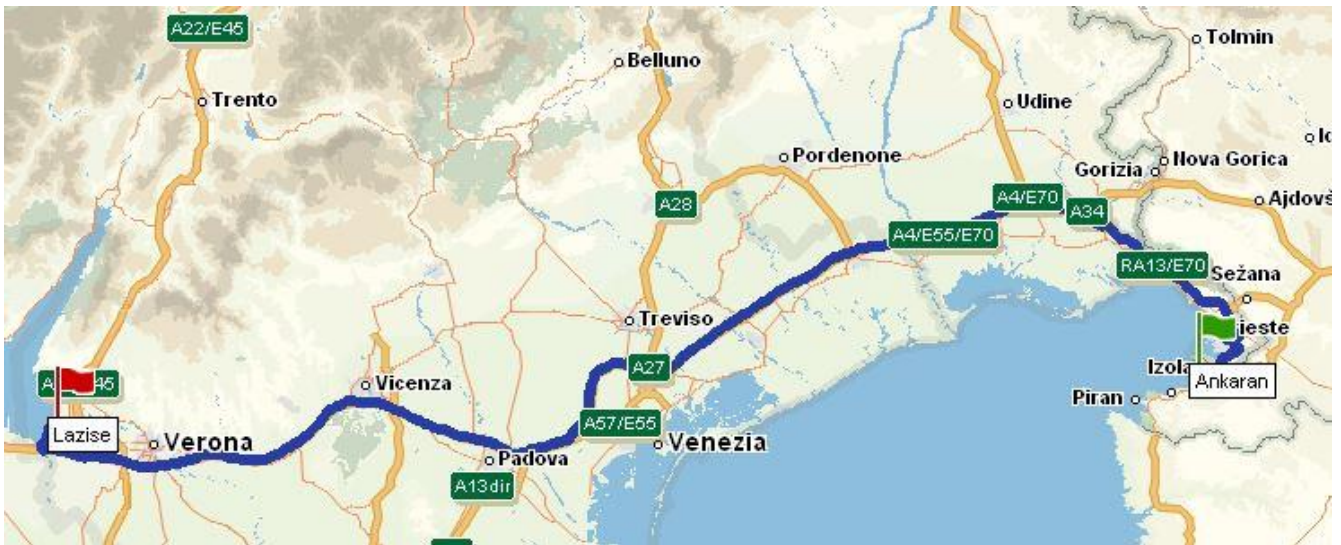 A22/E45
Tolmin
Belluno
Trento
Udine
Pordenone
Nova Gorica
Gorizia
A28
A4/E70
A34
Ajdovš
A4/E55/E70
RA13/E70
Sežana
Treviso
ieste
A27
Izola
Vicenza
Ankaran
Piran
A57/E55
Lazise
Verona
Venezia
Padova
A13dir